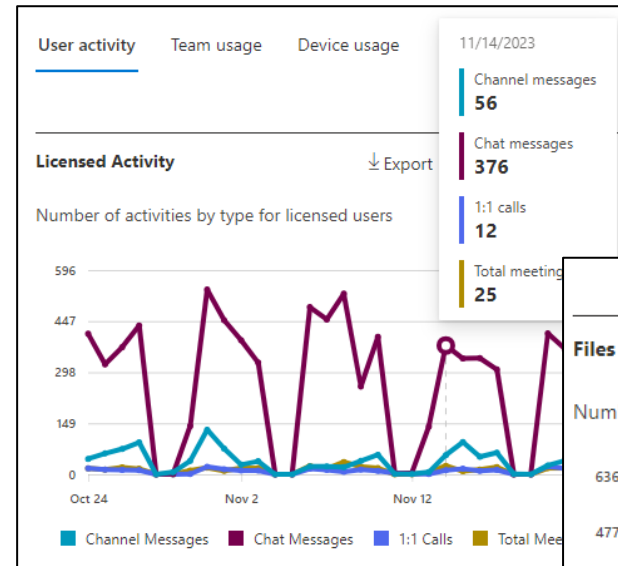 User activity Team usage Device usage
11/14/2023
Channel messages
56
Chat messages
376
1:1 calls
12
Total meeting
25
Licensed Activity Export
Number of activities by type for licensed users
596
447
298
149
0
Oct 24 Nov 2 Nov 12
Channel Messages Chat Messages 1:1 Calls Total Mee
Files
Num
636
477